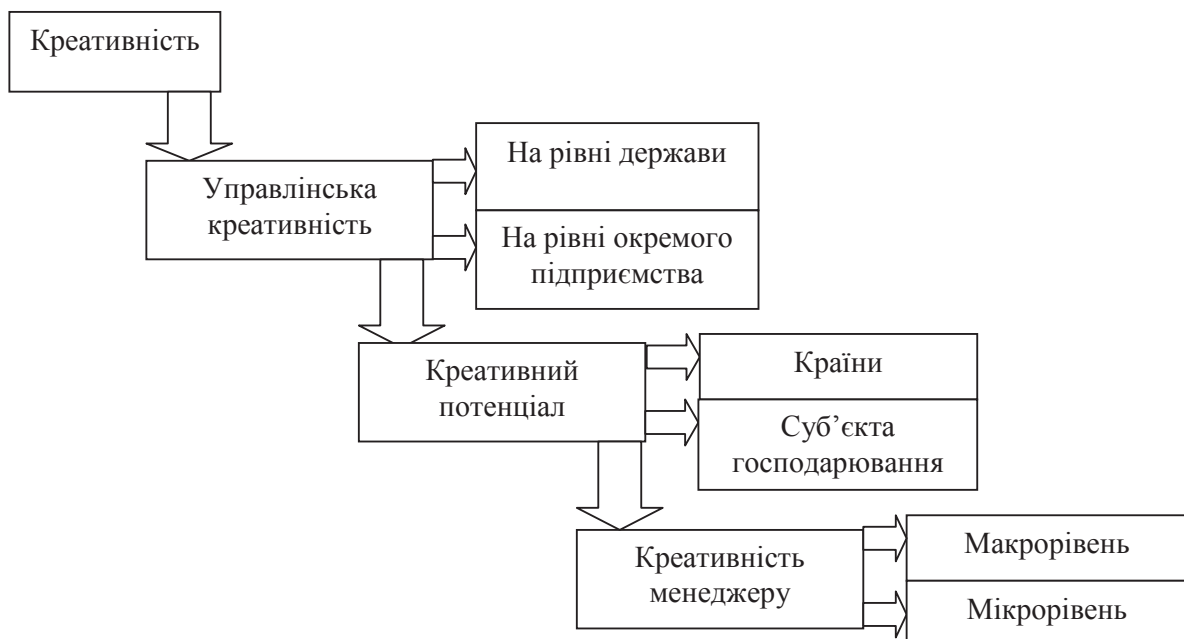 Креативність
Управлінська
креативність
На рівні держави
На рівні окремого
підприємства
Креативний
потенціал
Країни
Суб’єкта
господарювання
Креативність
менеджеру
Макрорівень
Мікрорівень